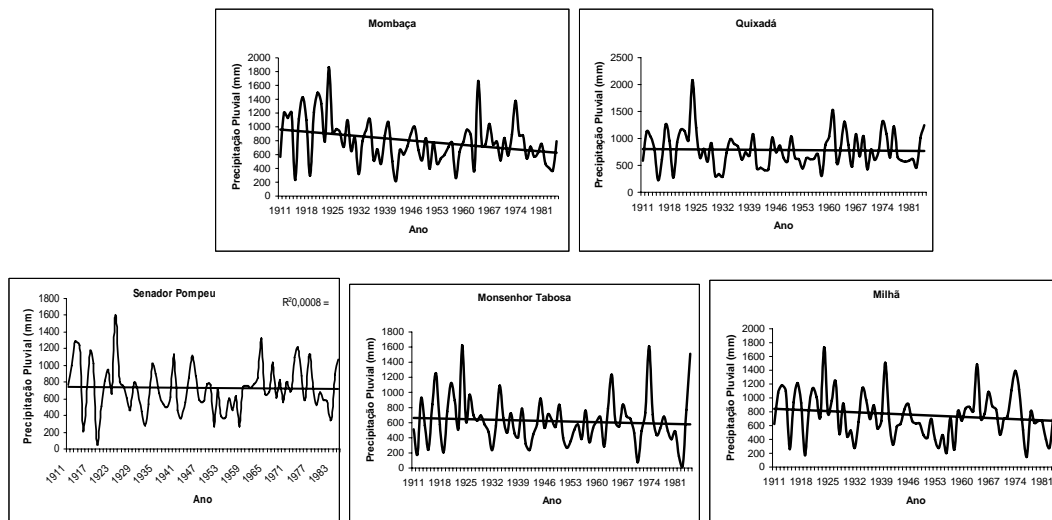 Mombaça
Precipitação Pluvial (mm)
2000
1800
1600
1400
1200
1000
800
600
400
200
0
1911 1918 1925 1932 1939 1946 1953 1960 1967 1974 1981
Ano
Quixadá
Precipitação Pluvial (mm)
2500
2000
1500
1000
500
0
1911 1918 1925 1932 1939 1946 1953 1960 1967 1974 1981
Ano
Senador Pompeu
R²0,0008 =
Precipitação Pluvial (mm)
1800
1600
1400
1200
1000
800
600
400
200
0
1911 1917 1923 1929 1935 1941 1947 1953 1959 1965 1971 1977 1983
Ano
Monsenhor Tabosa
Precipitação Pluvial (mm)
1800
1600
1400
1200
1000
800
600
400
200
0
1911 1918 1925 1932 1939 1946 1953 1960 1967 1974 1981
Ano
Milhã
Precipitação Pluvial (mm)
2000
1800
1600
1400
1200
1000
800
600
400
200
0
1911 1918 1925 1932 1939 1946 1953 1960 1967 1974 1981
Ano